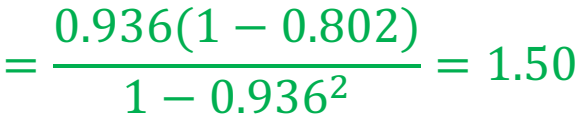 = 0.936(1 − 0.802) / 1 − 0.936² = 1.50